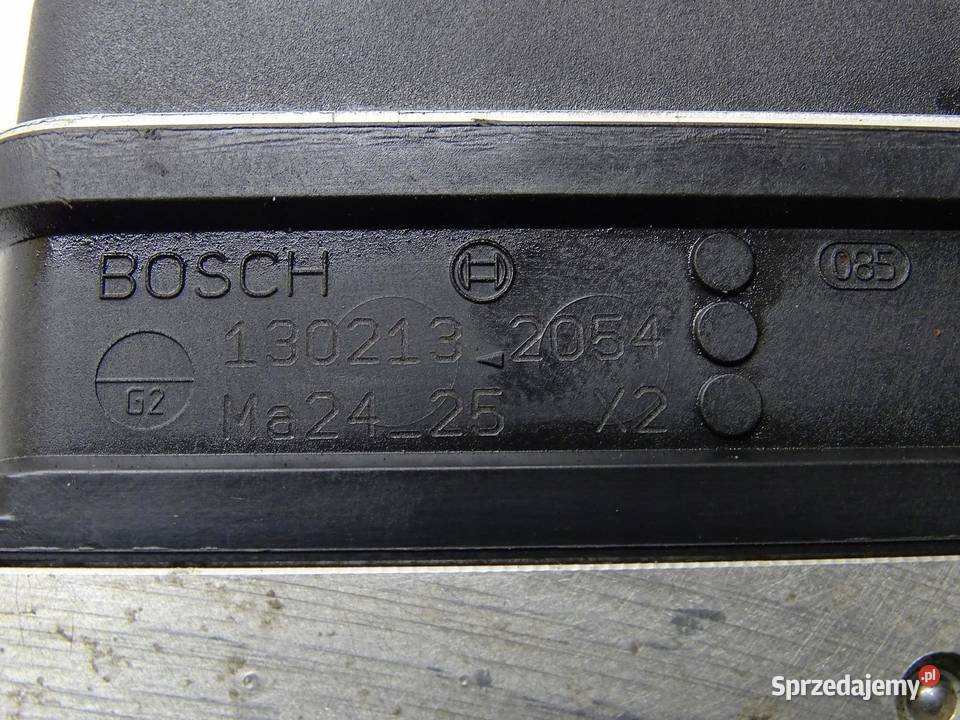 BOSCH 085
130213 2054
G2
Ma24_25 X2
Sprzedajemy.pl